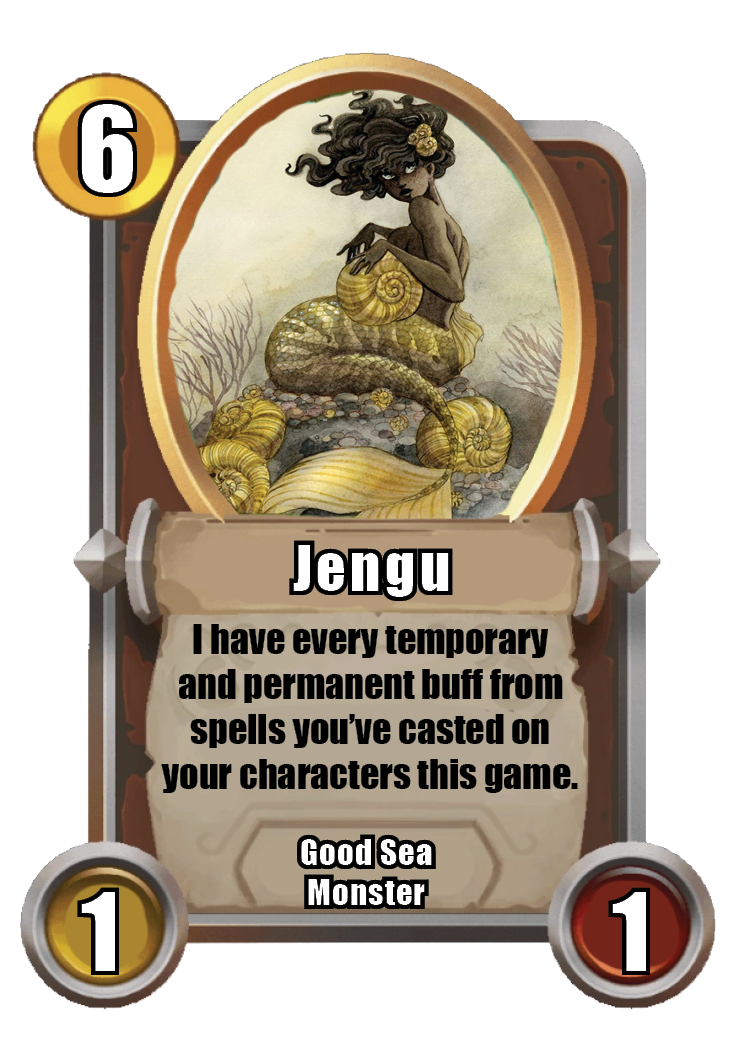 6
Jengu
I have every temporary
and permanent buff from
spells you've casted on
your characters this game.
Good Sea
Monster
1
1